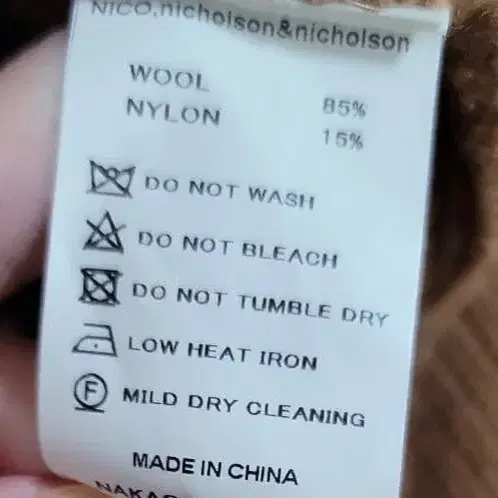 NICO,nicholson&nicholson
WOOL 85%
NYLON 15%
DO NOT WASH
DO NOT BLEACH
DO NOT TUMBLE DRY
LOW HEAT IRON
F MILD DRY CLEANING
MADE IN CHINA